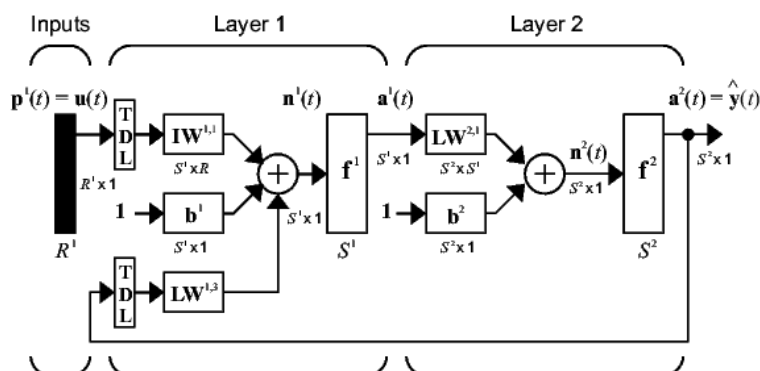 Inputs
Layer 1
Layer 2
p¹(t) = u(t)
n¹(t)
a¹(t)
a²(t) = ŷ(t)
TDL
IW¹,¹
f¹
LW²,¹
n²(t)
f²
R¹ x 1
S¹ x R
S¹ x 1
S² x S¹
S² x 1
S² x 1
1
b¹
S¹ x 1
1
b²
S¹ x 1
S² x 1
R¹
S¹
S²
TDL
LW¹,³